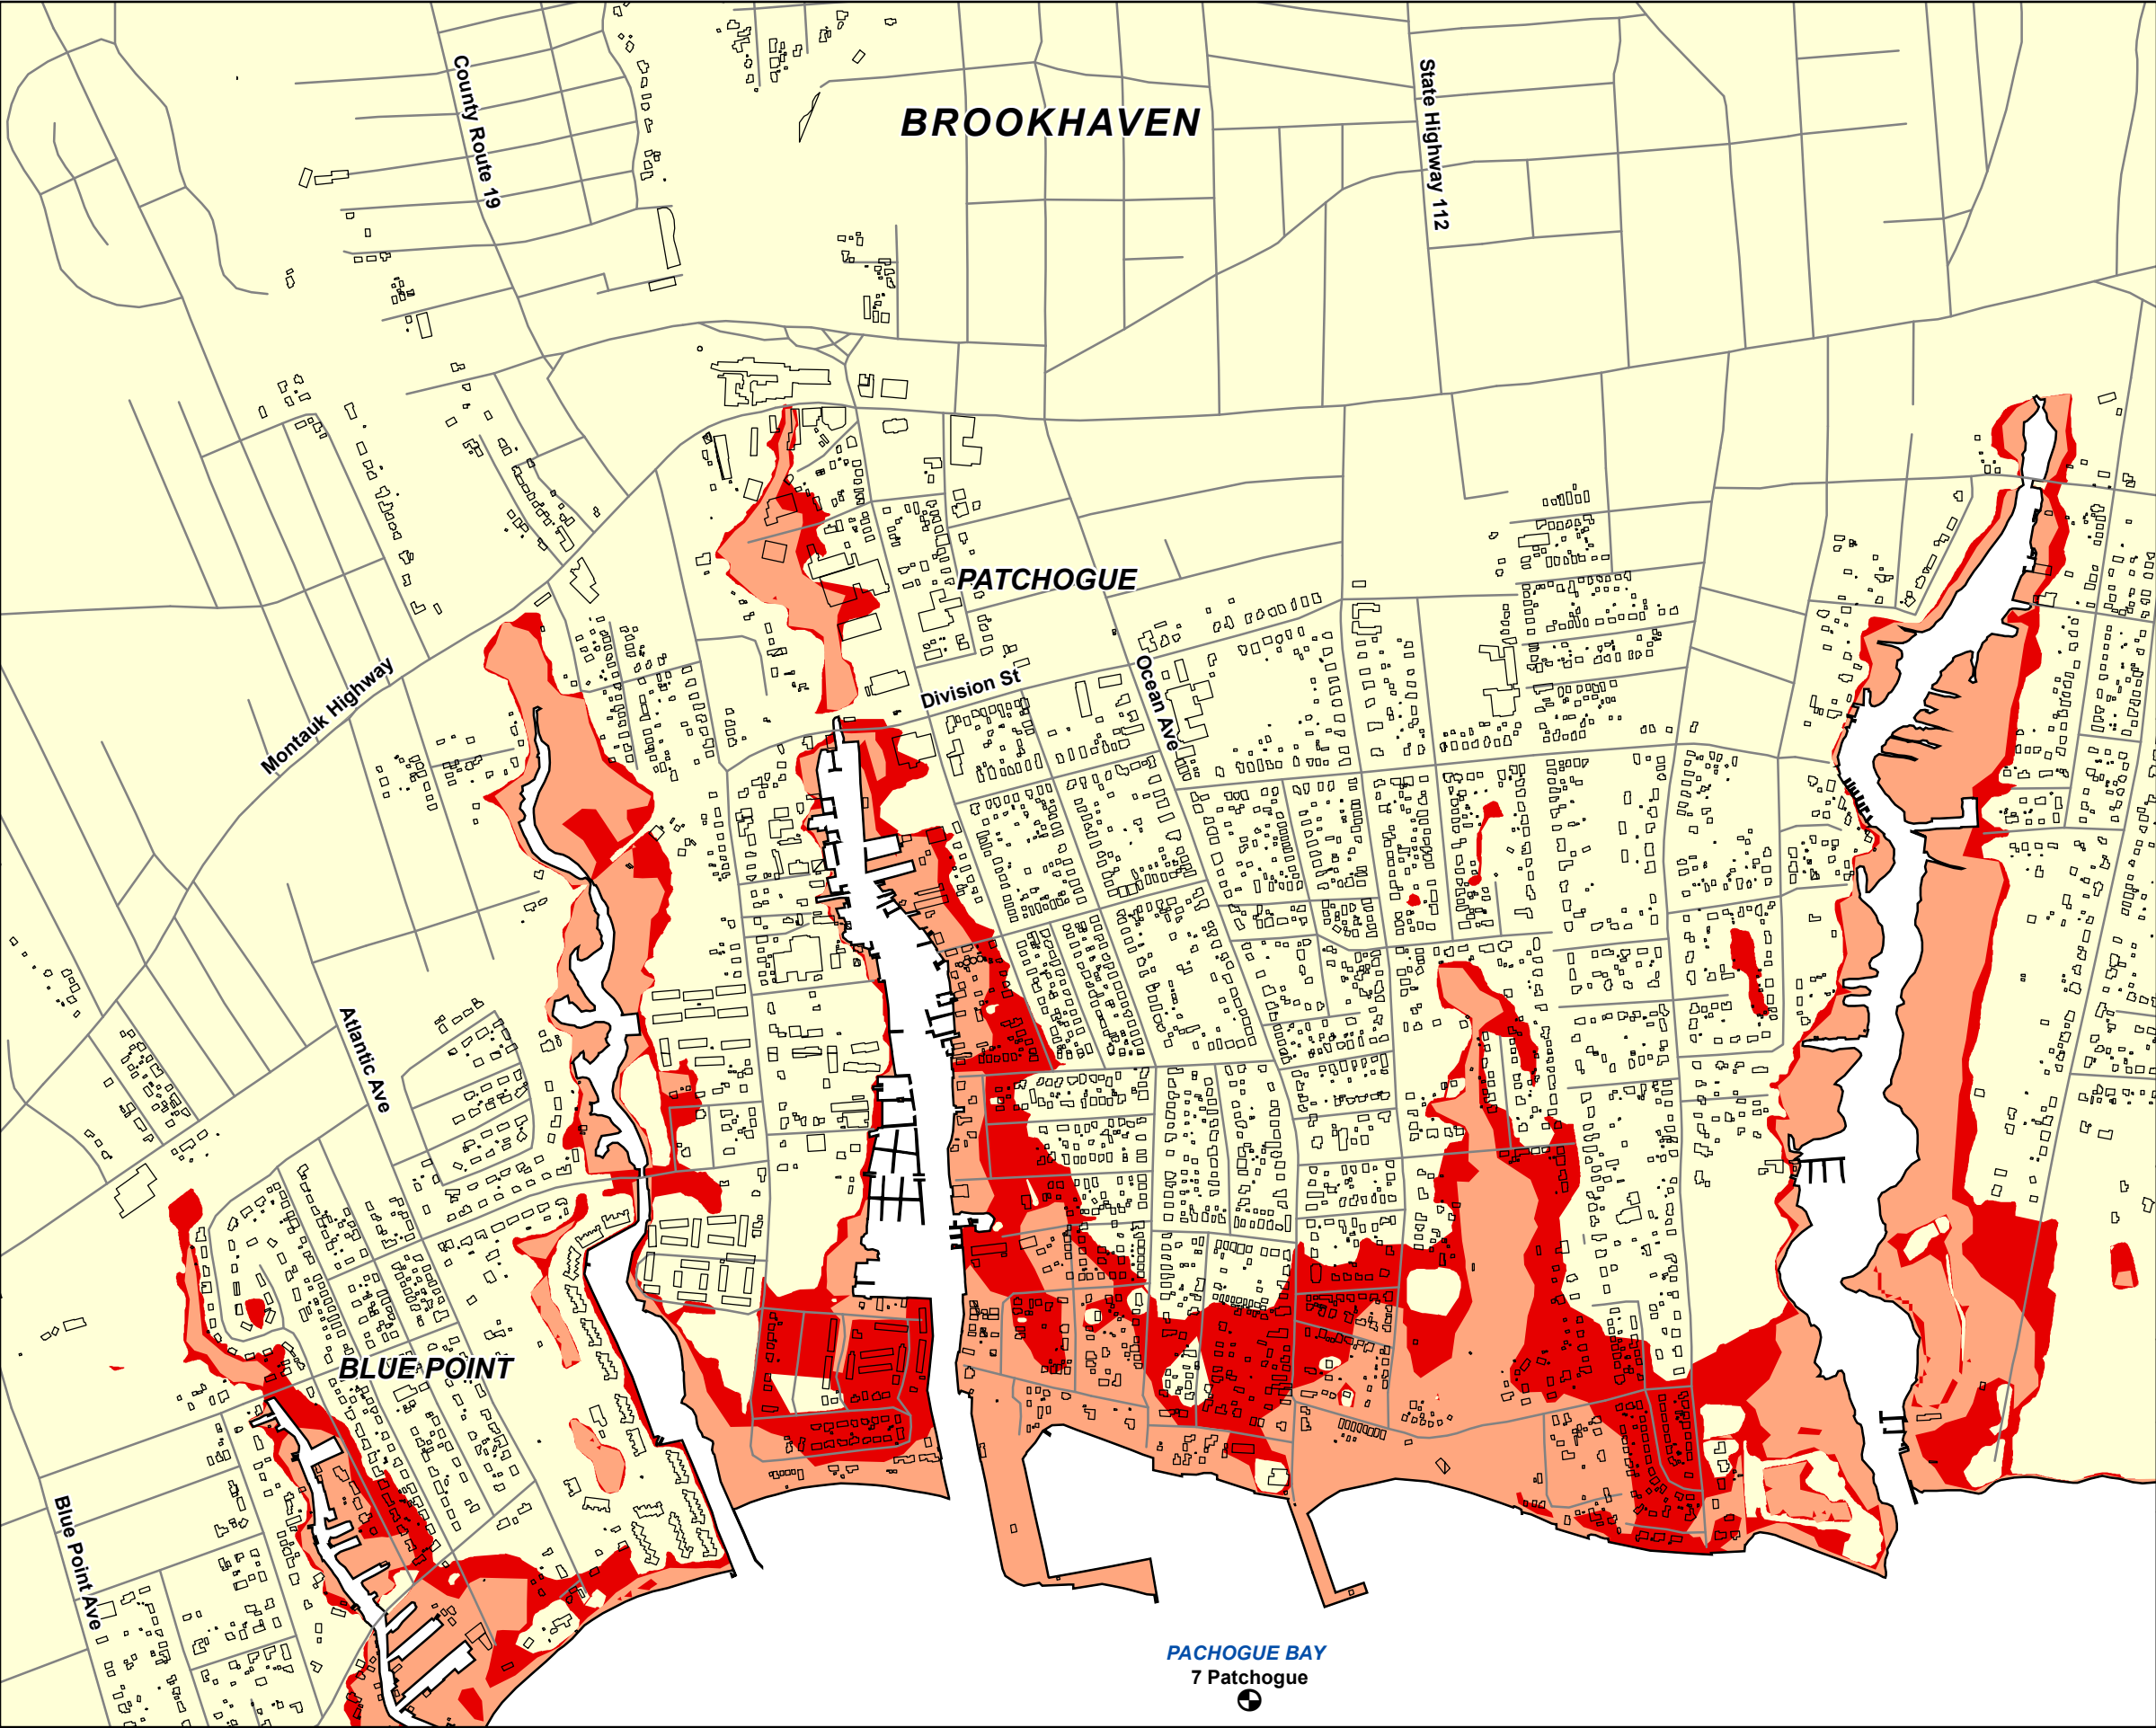 County Route 19
BROOKHAVEN
State Highway 112
PATCHOGUE
Montauk Highway
Division St
Ocean Ave
Atlantic Ave
BLUE POINT
Blue Point Ave
PACHOGUE BAY
7 Patchogue